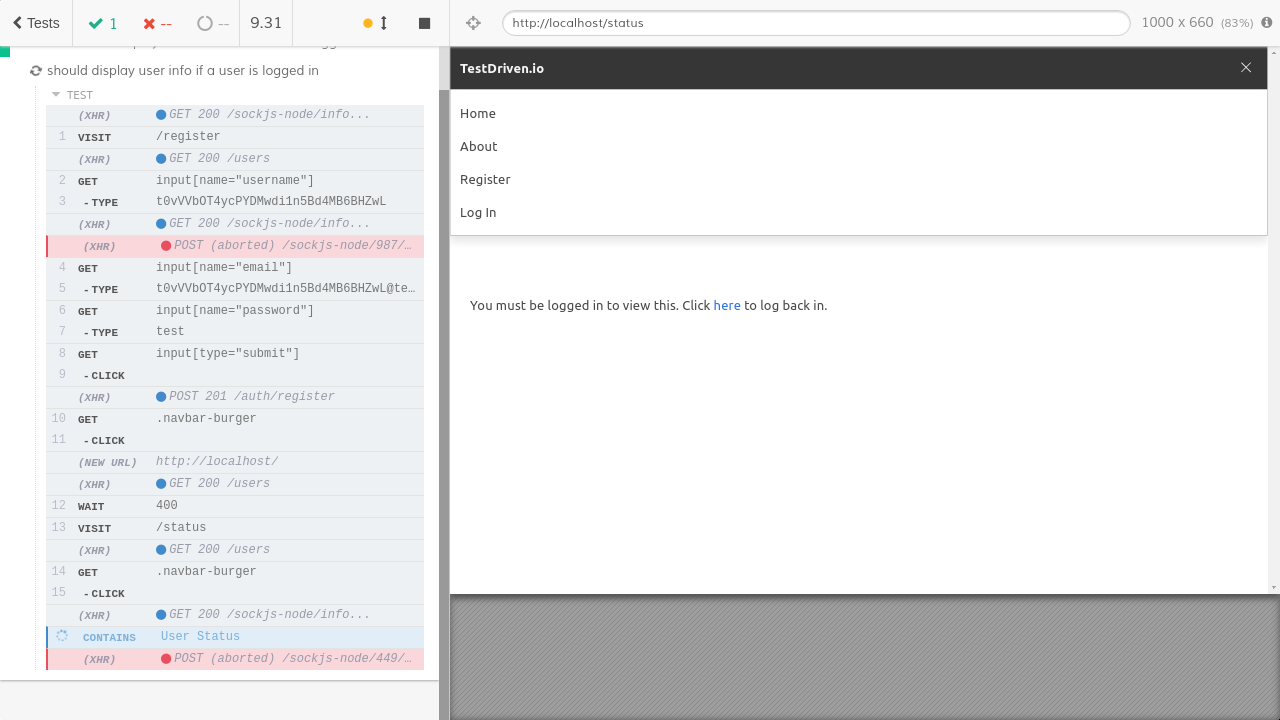 Tests 1 -- -- 9.31 http://localhost/status 1000 x 660 (83%)
should display user info if a user is logged in
TEST
(XHR) GET 200 /sockjs-node/info...
1 VISIT /register
(XHR) GET 200 /users
2 GET input[name="username"]
3 - TYPE t0vVVbOT4ycPYDMwdi1n5Bd4MB6BHZwL
(XHR) GET 200 /sockjs-node/info...
(XHR) POST (aborted) /sockjs-node/987/…
4 GET input[name="email"]
5 - TYPE t0vVVbOT4ycPYDMwdi1n5Bd4MB6BHZwL@te…
6 GET input[name="password"]
7 - TYPE test
8 GET input[type="submit"]
9 - CLICK
(XHR) POST 201 /auth/register
10 GET .navbar-burger
11 - CLICK
(NEW URL) http://localhost/
(XHR) GET 200 /users
12 WAIT 400
13 VISIT /status
(XHR) GET 200 /users
14 GET .navbar-burger
15 - CLICK
(XHR) GET 200 /sockjs-node/info...
CONTAINS User Status
(XHR) POST (aborted) /sockjs-node/449/…
TestDriven.io
Home
About
Register
Log In
You must be logged in to view this. Click here to log back in.